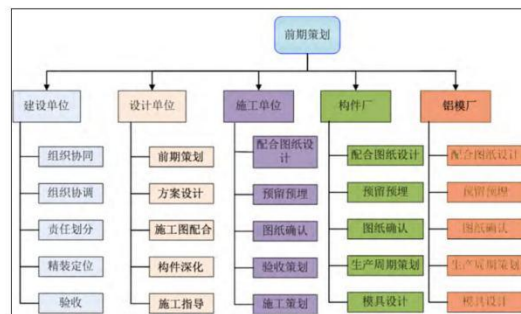 前期策划
建设单位
设计单位
施工单位
构件厂
铝模厂
组织协同
组织协调
责任划分
精装定位
验收
前期策划
方案设计
施工图配合
构件深化
施工指导
配合图纸设
计
预留预埋
图纸确认
验收策划
施工策划
配合图纸设计
预留预埋
图纸确认
生产周期策划
模具设计
配合图纸设计
预留预埋
图纸确认
生产周期策划
模具设计